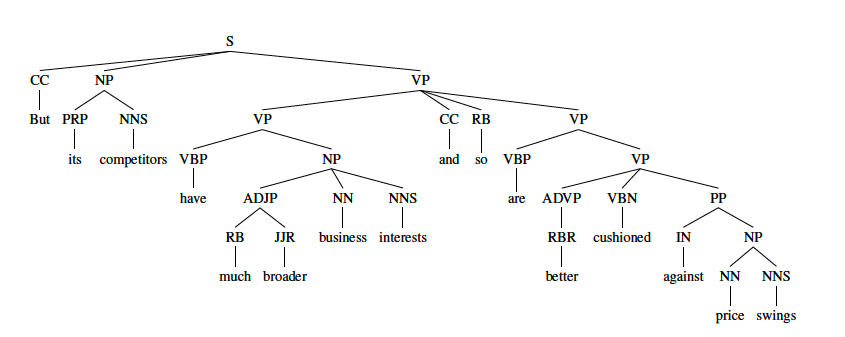 S
CC NP VP
But PRP NNS VP CC RB VP
its competitors VBP NP and so VBP VP
have ADJP NN NNS are ADVP VBN PP
RB JJR business interests RBR cushioned IN NP
much broader better against NN NNS
price swings